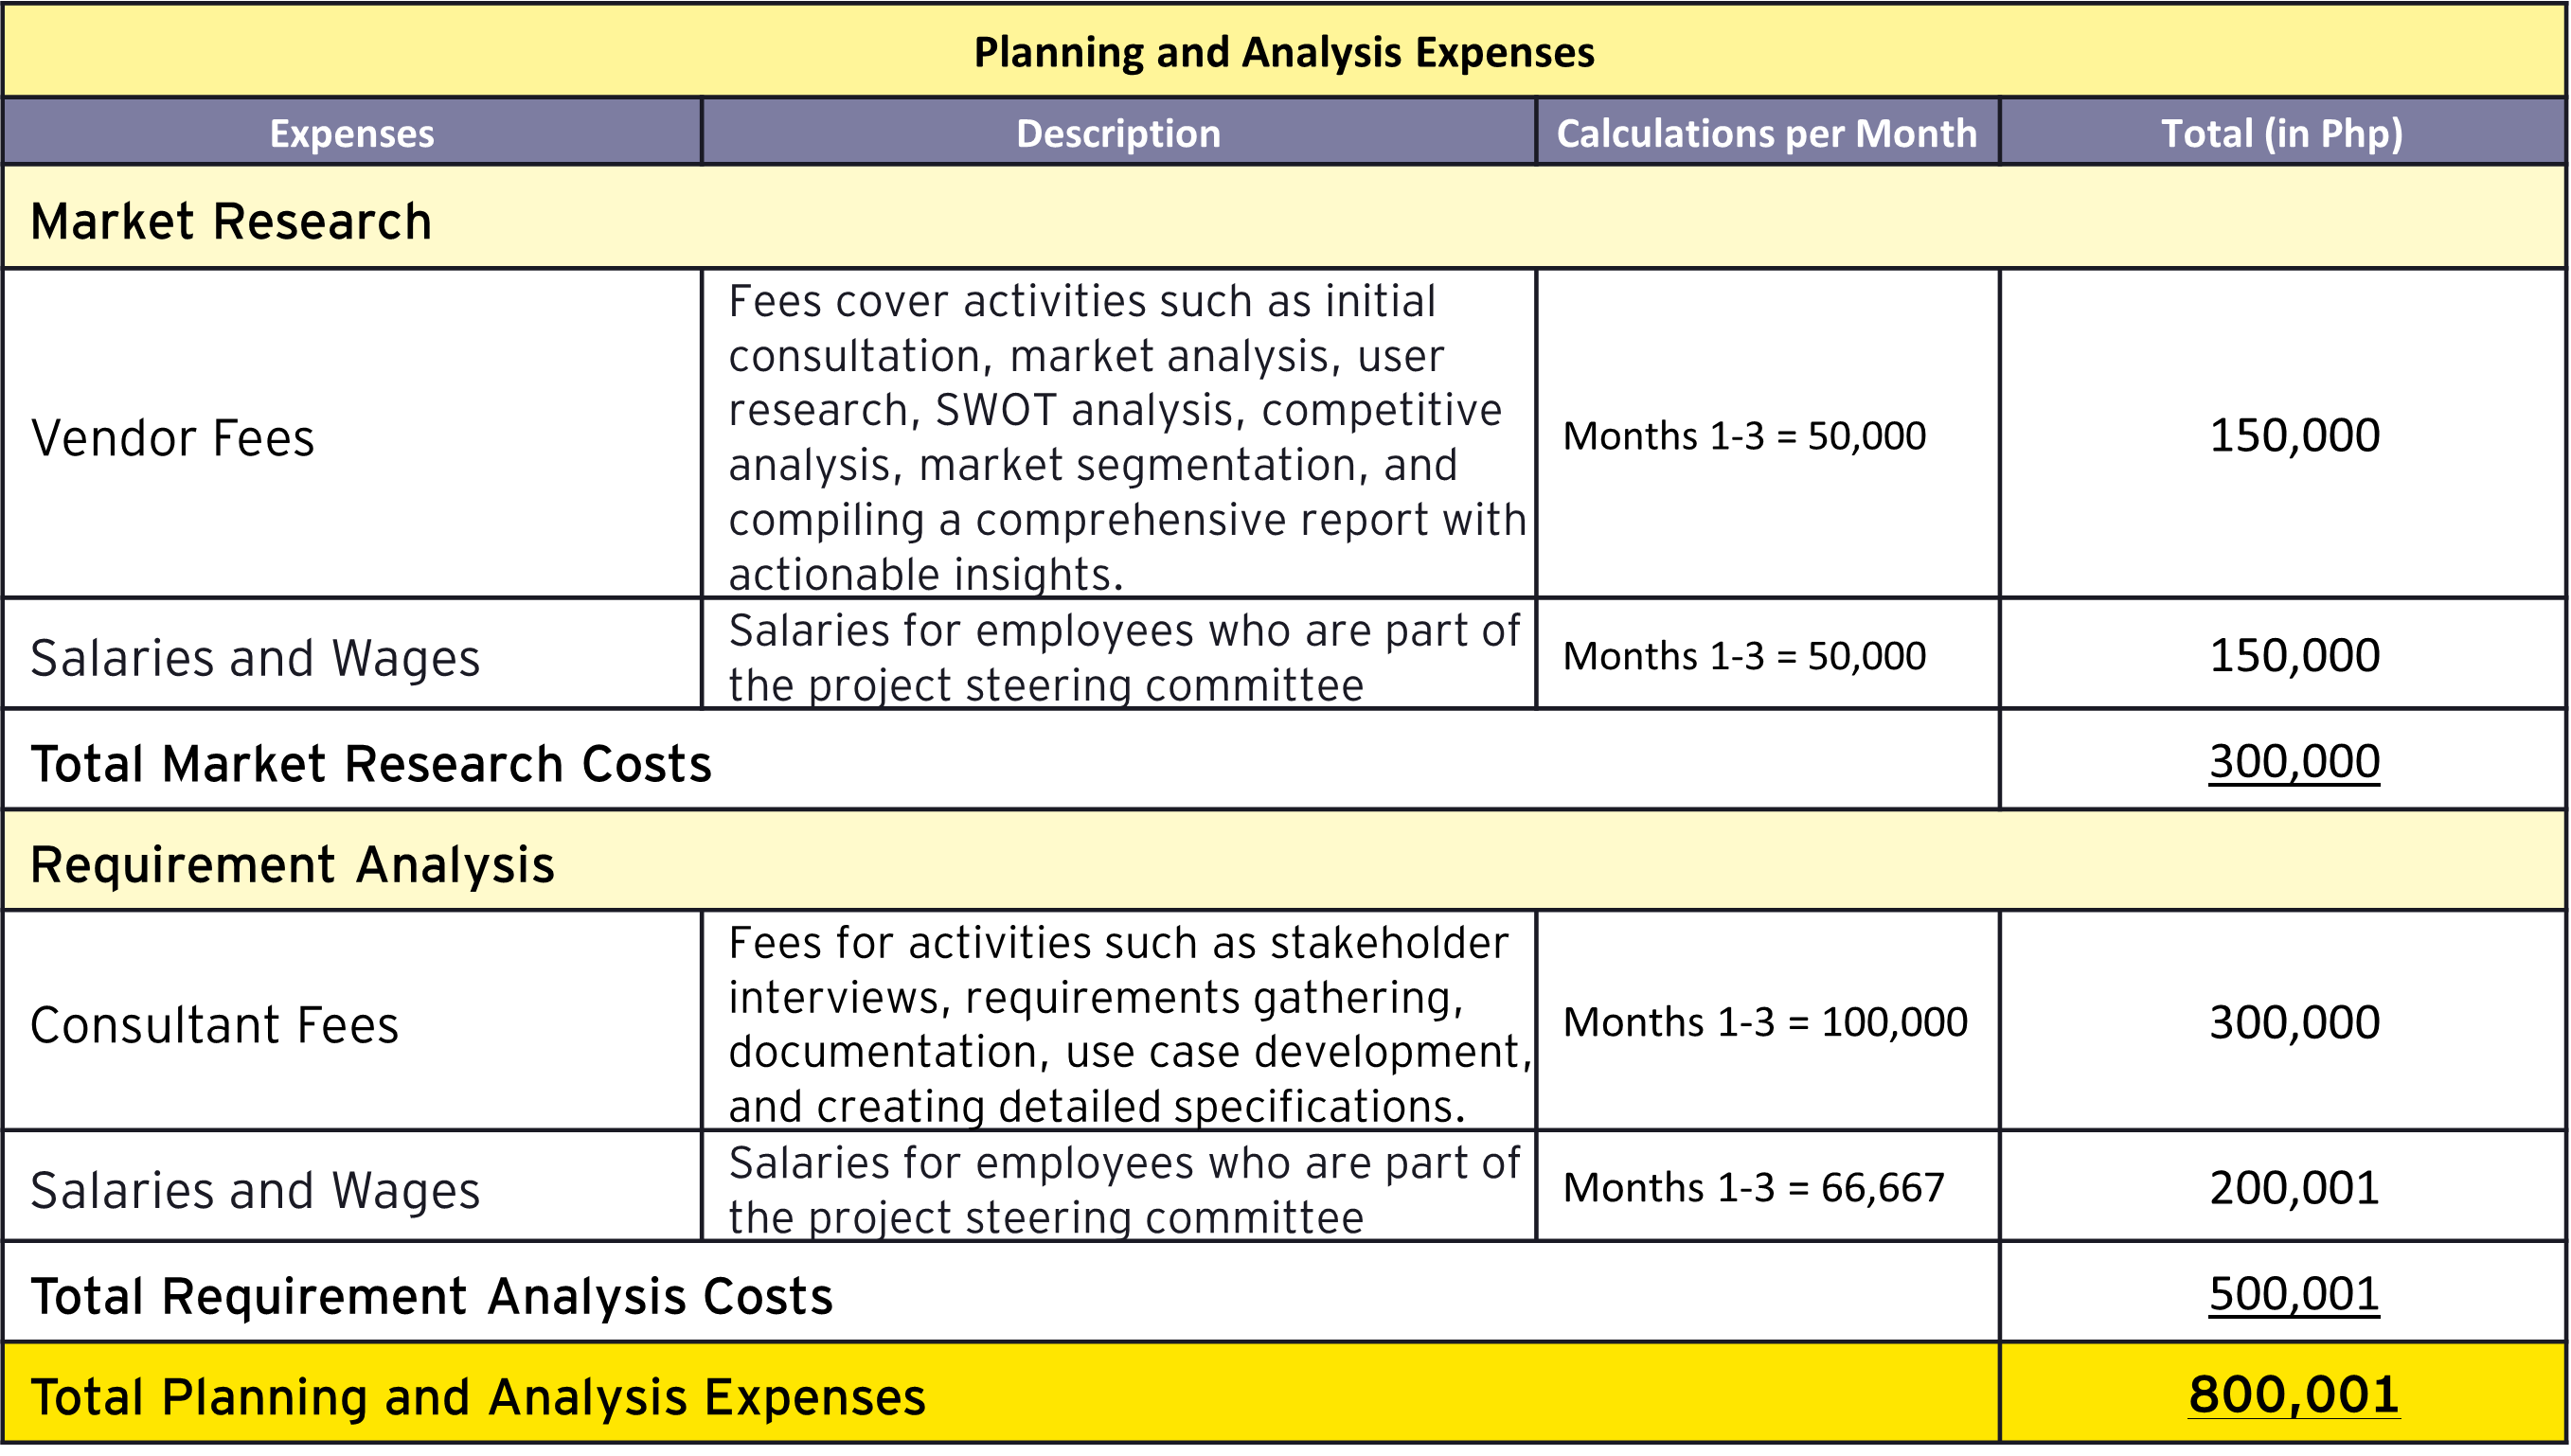 Planning and Analysis Expenses
Expenses Description Calculations per Month Total (in Php)
Market Research
Vendor Fees
Fees cover activities such as initial
consultation, market analysis, user
research, SWOT analysis, competitive
analysis, market segmentation, and
compiling a comprehensive report with
actionable insights.
Months 1-3 = 50,000
150,000
Salaries and Wages
Salaries for employees who are part of
the project steering committee
Months 1-3 = 50,000
150,000
Total Market Research Costs 300,000
Requirement Analysis
Consultant Fees
Fees for activities such as stakeholder
interviews, requirements gathering,
documentation, use case development,
and creating detailed specifications.
Months 1-3 = 100,000
300,000
Salaries and Wages
Salaries for employees who are part of
the project steering committee
Months 1-3 = 66,667
200,001
Total Requirement Analysis Costs 500,001
Total Planning and Analysis Expenses 800,001